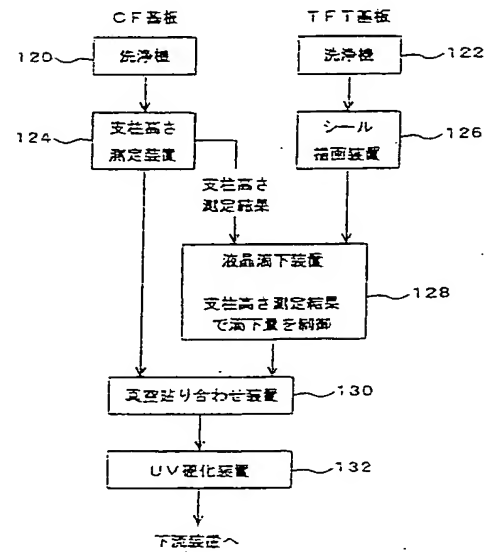 CF基板
TFT基板
120
洗浄機
洗浄機
122
124
支柱高さ
測定装置
シール
描画装置
126
支柱高さ
測定結果
液晶滴下装置
支柱高さ測定結果
で滴下量を制御
128
真空貼り合わせ装置
130
UV硬化装置
132
下流装置へ